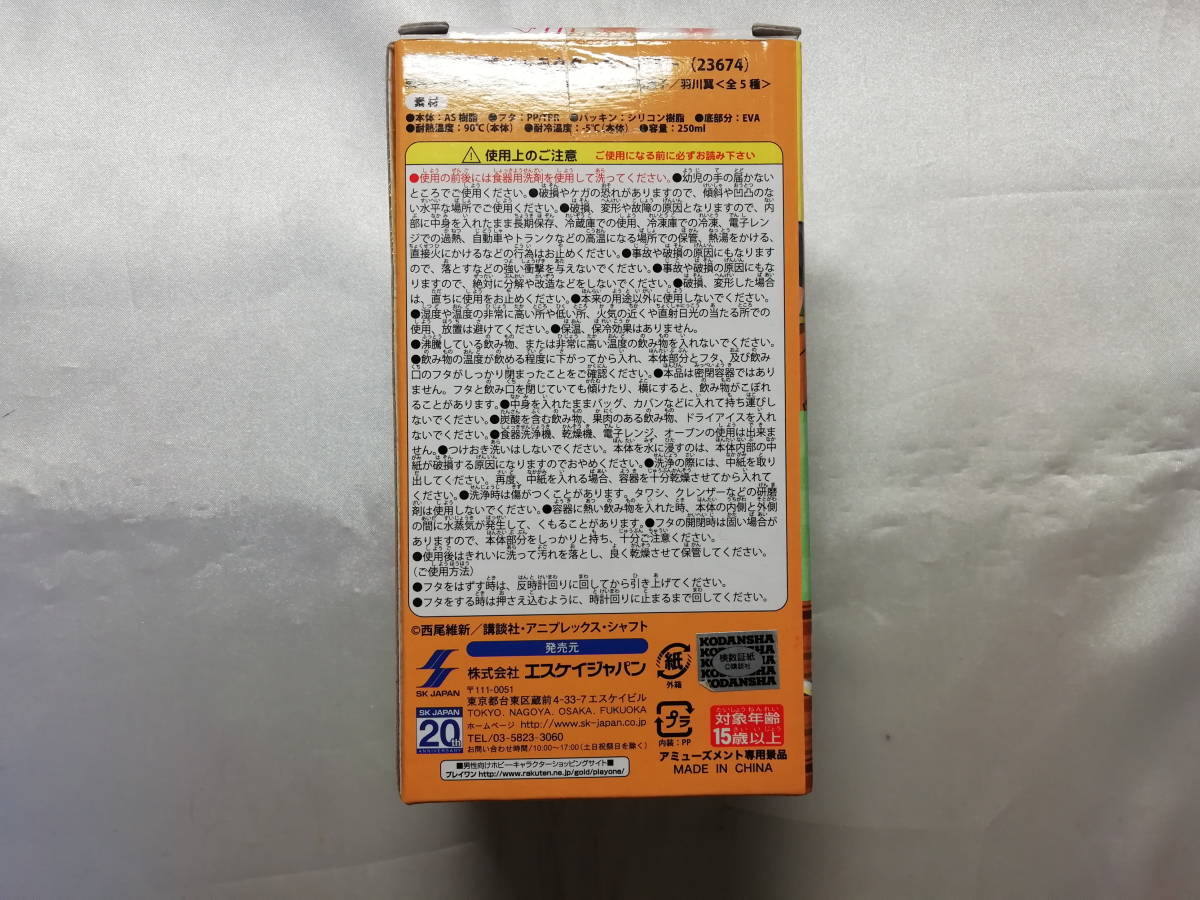 (23674)
／羽川翼＜全5種＞
素材
●本体：AS樹脂 ●フタ：PP/TPR ●パッキン：シリコン樹脂 ●底部分：EVA
●耐熱温度：90℃（本体） ●耐冷温度：-5℃（本体） ●容量：250ml
⚠ 使用上のご注意 ご使用になる前に必ずお読み下さい
●使用の前後には食器用洗剤を使用して洗ってください。●幼児の手の届かない
ところでご使用ください。●破損やケガの恐れがありますので、傾斜や凹凸のな
い水平な場所でご使用ください。●破損、変形や故障の原因となりますので、内
部に中身を入れたまま長期保存、冷蔵庫での使用、冷凍庫での冷凍、電子レン
ジでの過熱、自動車やトランクなどの高温になる場所での保管、熱湯をかける、
直接火にかけるなどの行為はお止めください。●事故や破損の原因にもなります
ので、落とすなどの強い衝撃を与えないでください。●事故や破損の原因にもな
りますので、絶対に分解や改造などをしないでください。●破損、変形した場合
は、直ちに使用をお止めください。●本来の用途以外に使用しないでください。
●湿度や温度の非常に高い所や低い所、火気の近くや直射日光の当たる所での
使用、放置は避けてください。●保温、保冷効果はありません。
●沸騰している飲み物、または非常に高い温度の飲み物を入れないでください。
●飲み物の温度が飲める程度に下がってから入れ、本体部分とフタ、及び飲み
口のフタがしっかり閉まったことをご確認ください。●本品は密閉容器ではあり
ません。フタと飲み口を閉じていても傾けたり、横にすると、飲み物がこぼれ
ることがあります。●中身を入れたままバッグ、カバンなどに入れて持ち運びし
ないでください。●炭酸を含む飲み物、果肉のある飲み物、ドライアイスを入れ
ないでください。●食器洗浄機、乾燥機、電子レンジ、オーブンの使用は出来ま
せん。●つけおき洗いはしないでください。本体を水に浸すのは、本体内部の中
紙が破損する原因になりますのでおやめください。●洗浄の際には、中紙を取り
出してください。再度、中紙を入れる場合、容器を十分乾燥させてから入れて
ください。●洗浄時は傷がつくことがあります。タワシ、クレンザーなどの研磨
剤は使用しないでください。●容器に熱い飲み物を入れた時、本体の内側と外側
の間に水蒸気が発生して、くもることがあります。●フタの開閉時は固い場合が
ありますので、本体部分をしっかりと持ち、十分ご注意ください。
●使用後はきれいに洗って汚れを落とし、良く乾燥させて保管してください。
（ご使用方法）
●フタをはずす時は、反時計回りに回してから引き上げてください。
●フタをする時は押さえ込むように、時計回りに止まるまで回してください。
©西尾維新／講談社・アニプレックス・シャフト
発売元
SK JAPAN
株式会社 エスケイジャパン
〒111-0051
東京都台東区蔵前4-33-7エスケイビル
TOKYO. NAGOYA. OSAKA. FUKUOKA
ホームページ http://www.sk-japan.co.jp
TEL/03-5823-3060
お問い合わせ時間/10:00～17:00（土日祝祭日を除く）
SK JAPAN
20th
ANNIVERSARY
■男性向けホビーキャラクターショッピングサイト■
プレイワン http://www.rakuten.ne.jp/gold/playone/
紙
外箱
プラ
内装：PP
KODANSHA
検数証紙
©講談社
KODANSHA
対象年齢
15歳以上
アミューズメント専用景品
MADE IN CHINA